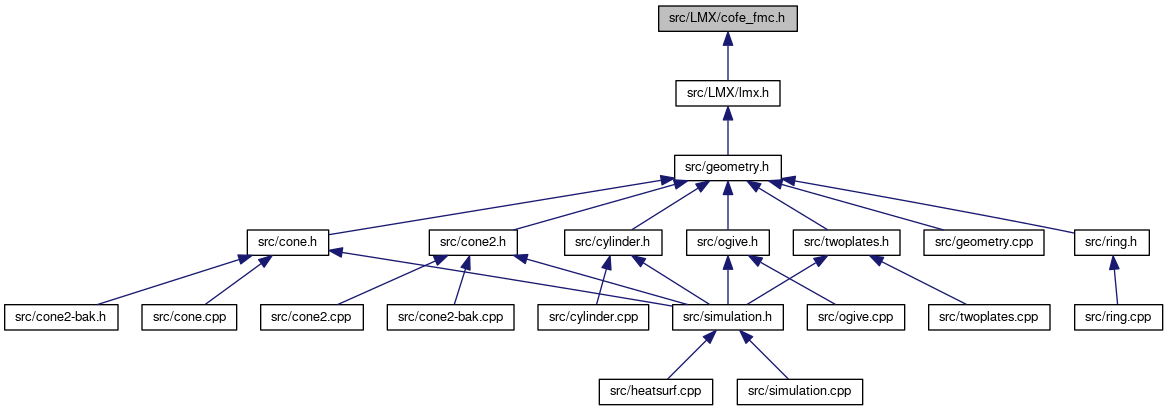 src/LMX/cofe_fmc.h
src/LMX/lmx.h
src/geometry.h
src/cone.h
src/cone2.h
src/cylinder.h
src/ogive.h
src/twoplates.h
src/geometry.cpp
src/ring.h
src/cone2-bak.h
src/cone.cpp
src/cone2.cpp
src/cone2-bak.cpp
src/cylinder.cpp
src/simulation.h
src/ogive.cpp
src/twoplates.cpp
src/ring.cpp
src/heatsurf.cpp
src/simulation.cpp